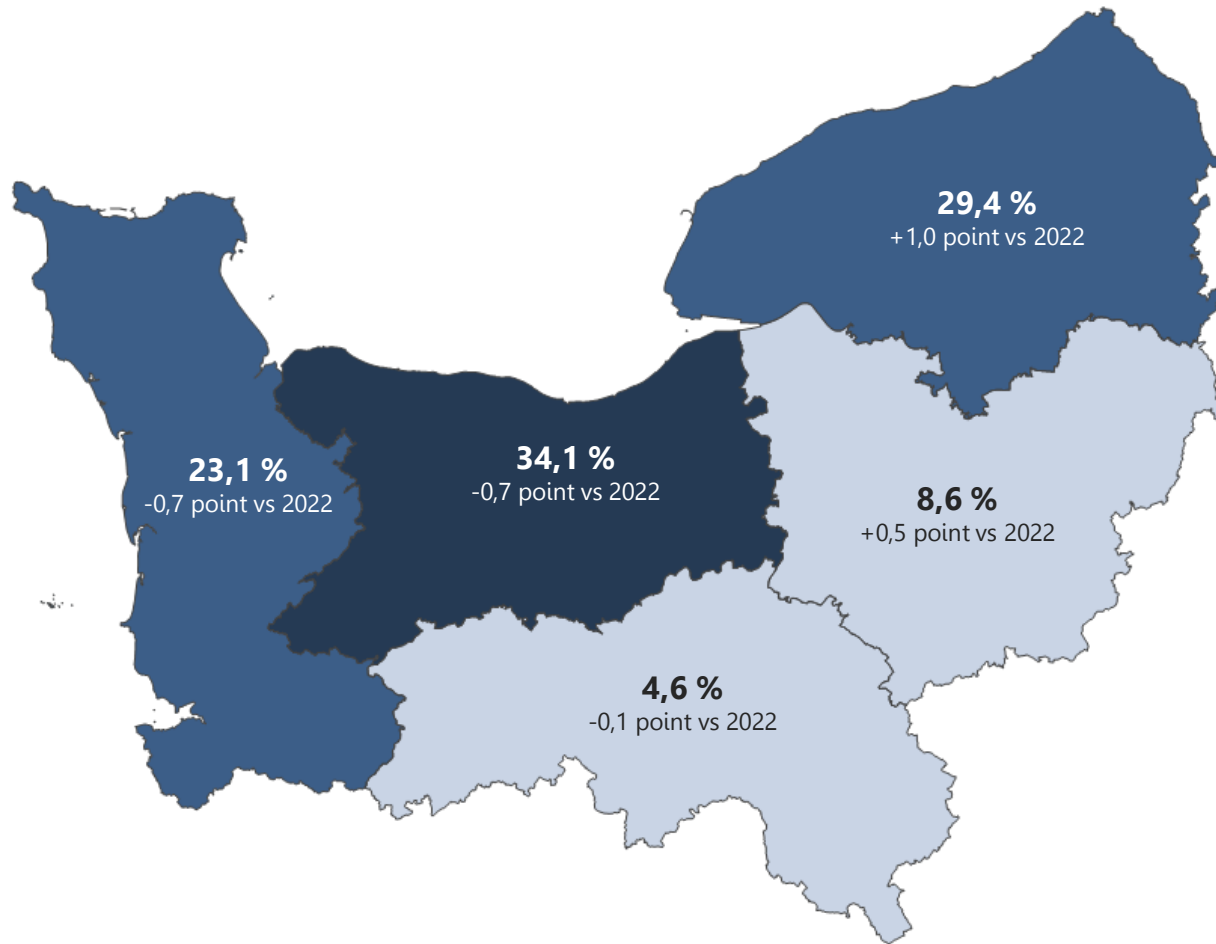 29,4 %
+1,0 point vs 2022
23,1 %
-0,7 point vs 2022
34,1 %
-0,7 point vs 2022
8,6 %
+0,5 point vs 2022
4,6 %
-0,1 point vs 2022